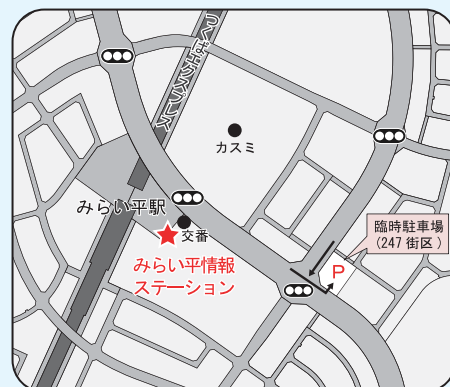 つくばエクスプレス
カスミ
みらい平駅
交番
臨時駐車場
(247 街区)
P
みらい平情報
ステーション